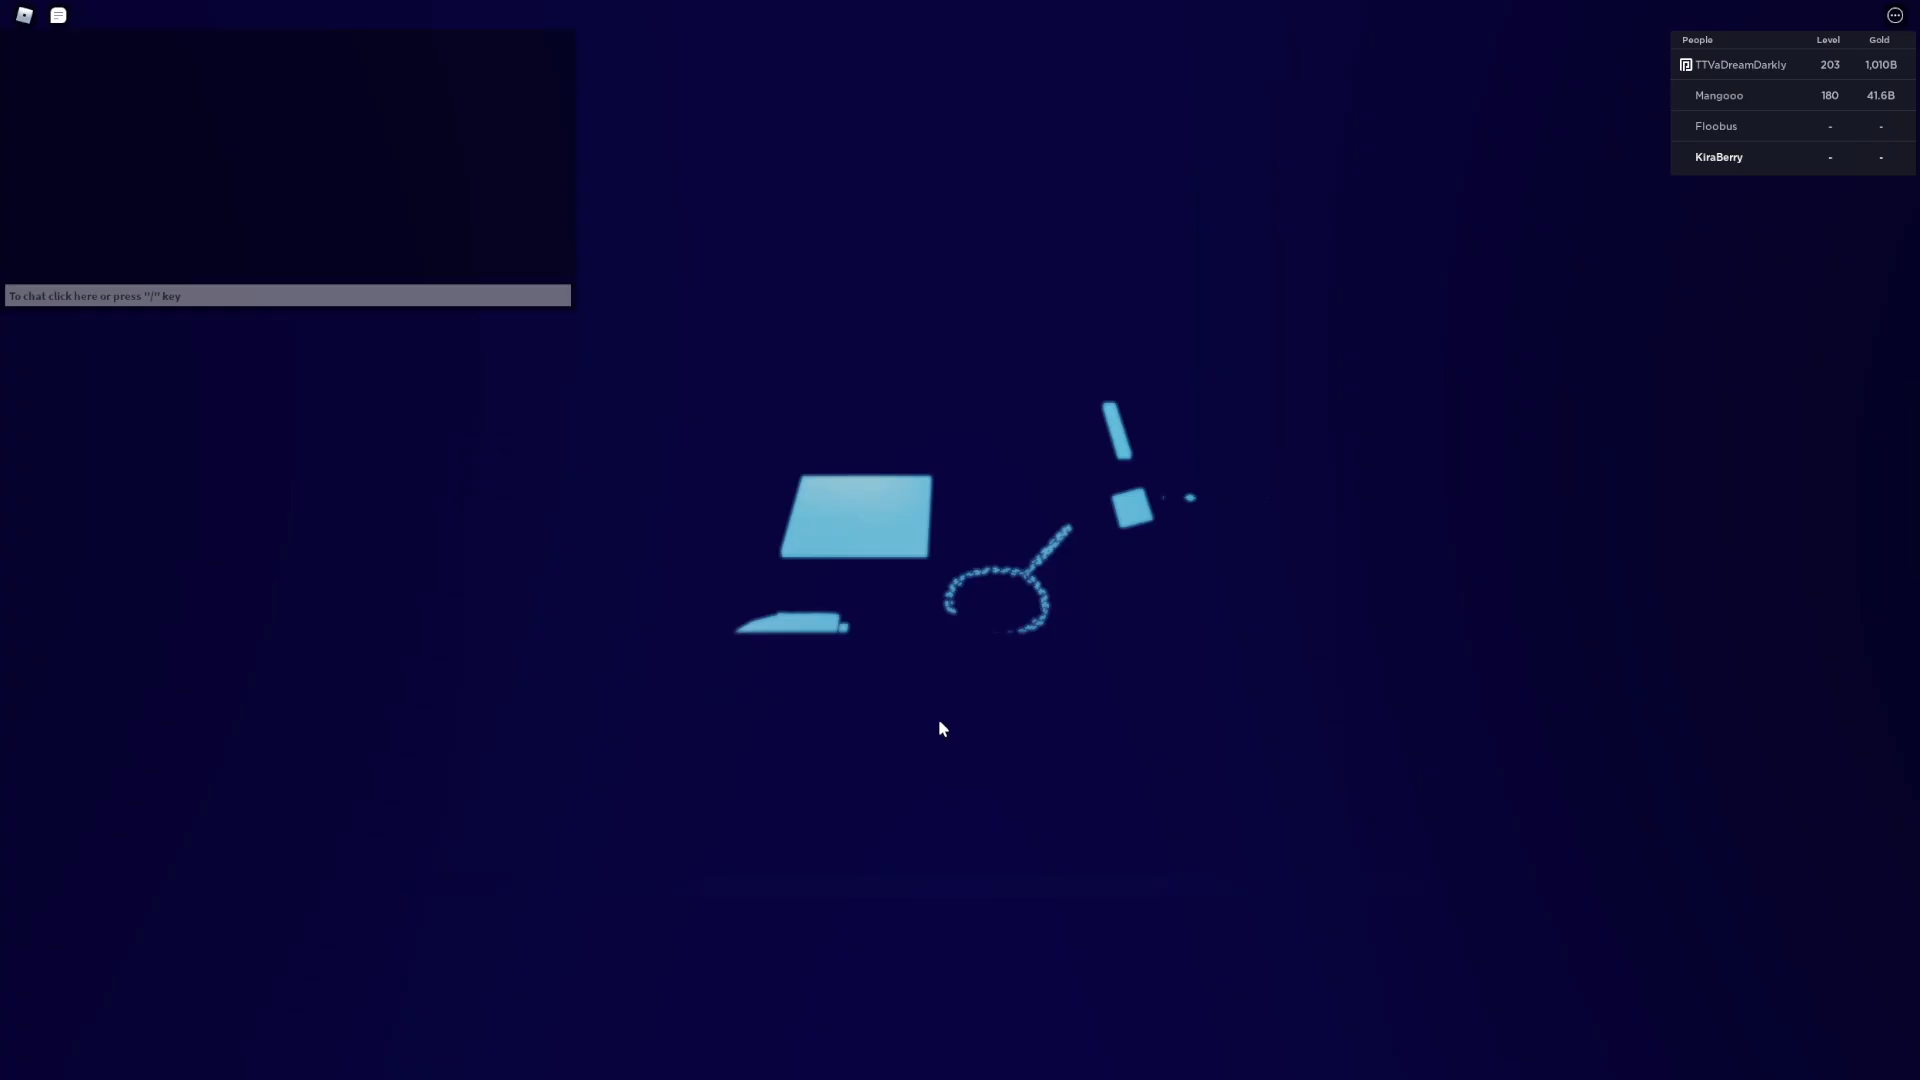 People Level Gold
TTVaDreamDarkly 203 1,010B
Mangooo 180 41.6B
Floobus - -
KiraBerry - -
To chat click here or press "/" key